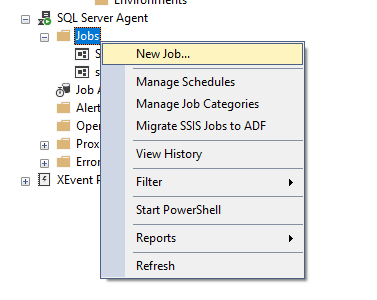 Environments
SQL Server Agent
Jobs
New Job...
S
s
Manage Schedules
Job A
Manage Job Categories
Alert
Migrate SSIS Jobs to ADF
Oper
Prox
View History
Error
XEvent P
Filter
Start PowerShell
Reports
Refresh